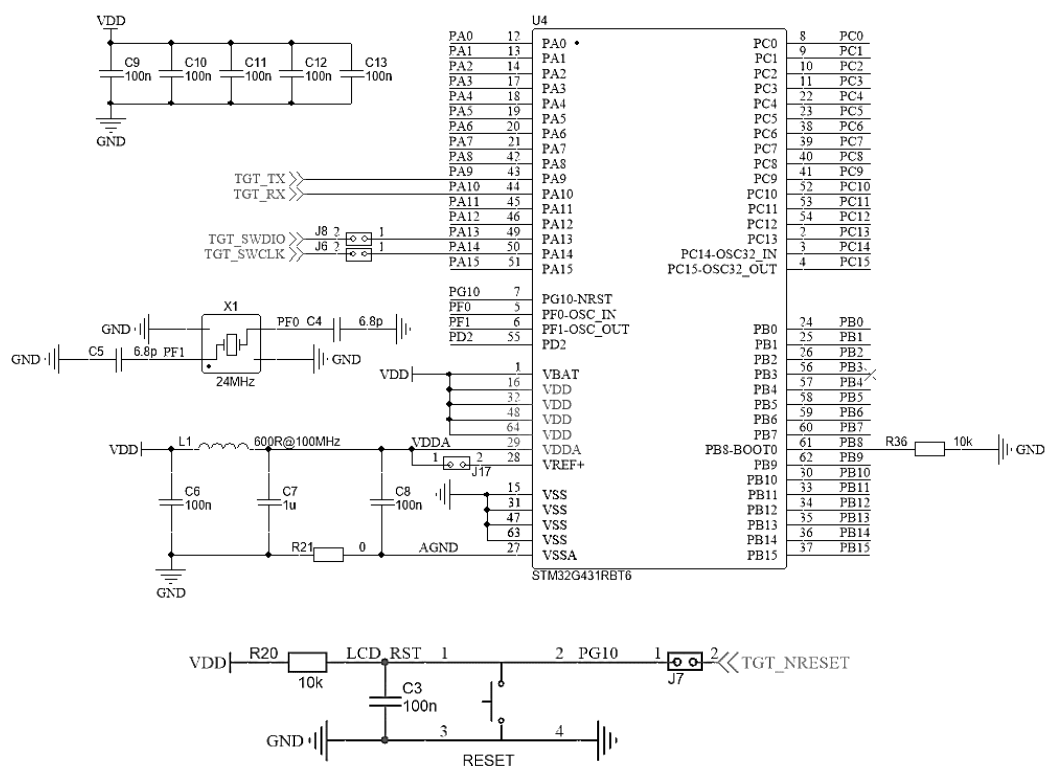 VDD
C9 100n C10 100n C11 100n C12 100n C13 100n
GND
U4
PA0 12 PA0 PC0 8 PC0
PA1 13 PA1 PC1 9 PC1
PA2 14 PA2 PC2 10 PC2
PA3 17 PA3 PC3 11 PC3
PA4 18 PA4 PC4 22 PC4
PA5 19 PA5 PC5 23 PC5
PA6 20 PA6 PC6 38 PC6
PA7 21 PA7 PC7 39 PC7
PA8 42 PA8 PC8 40 PC8
TGT_TX PA9 43 PA9 PC9 41 PC9
TGT_RX PA10 44 PA10 PC10 52 PC10
PA11 45 PA11 PC11 53 PC11
PA12 46 PA12 PC12 54 PC12
TGT_SWDIO J8 2 1 PA13 49 PA13 PC13 2 PC13
TGT_SWCLK J6 2 1 PA14 50 PA14 PC14-OSC32_IN 3 PC14
PA15 51 PA15 PC15-OSC32_OUT 4 PC15
PG10 7 PG10-NRST
PF0 5 PF0-OSC_IN
PF1 6 PF1-OSC_OUT PB0 24 PB0
PD2 55 PD2 PB1 25 PB1
X1
GND PF0 C4 6.8p
GND C5 6.8p PF1 GND
24MHz
PB2 26 PB2
VDD 1 VBAT PB3 56 PB3
16 VDD PB4 57 PB4
32 VDD PB5 58 PB5
48 VDD PB6 59 PB6
64 VDD PB7 60 PB7
VDD L1 600R@100MHz VDDA 29 VDDA PB8-BOOT0 61 PB8 R36 10k GND
1 2 J17 28 VREF+ PB9 62 PB9
PB10 30 PB10
C6 100n C7 1u C8 100n
15 VSS PB11 33 PB11
31 VSS PB12 34 PB12
47 VSS PB13 35 PB13
63 VSS PB14 36 PB14
R21 0 AGND 27 VSSA PB15 37 PB15
GND
STM32G431RBT6
VDD R20 10k LCD_RST 1 2 PG10 1 2 J7 TGT_NRESET
C3 100n
GND 3 4
RESET